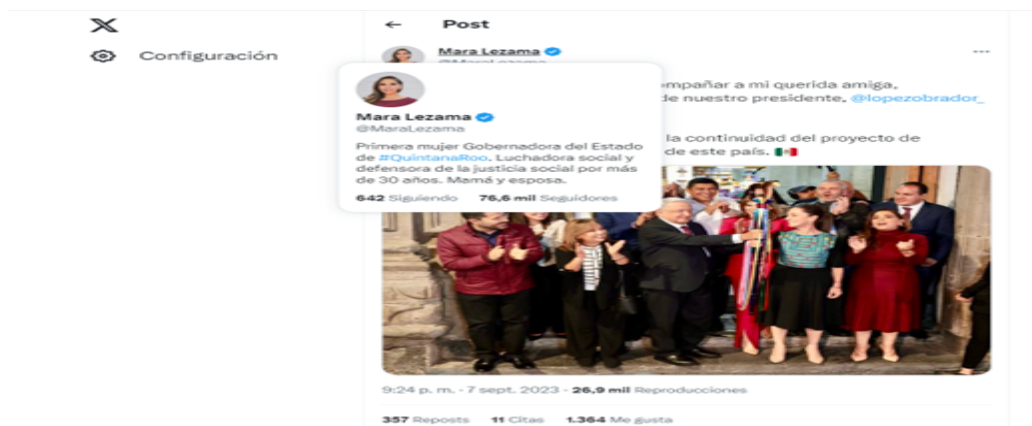 Post
Configuración
Mara Lezama
@MaraLezama
Mara Lezama
@MaraLezama
Primera mujer Gobernadora del Estado
de #QuintanaRoo. Luchadora social y
defensora de la justicia social por más
de 30 años. Mamá y esposa.
642 Siguiendo 76,6 mil Seguidores
ompañar a mi querida amiga,
de nuestro presidente, @lopezobrador_
la continuidad del proyecto de
de este país.
9:24 p. m. · 7 sept. 2023 · 26,9 mil Reproducciones
357 Reposts 11 Citas 1.364 Me gusta